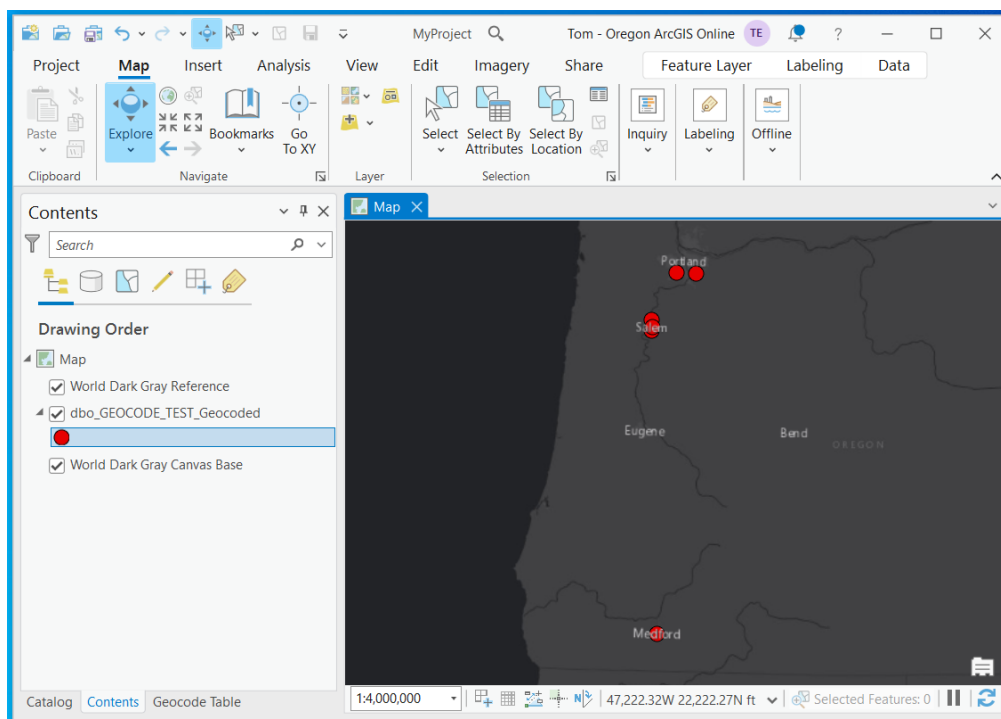 MyProject Tom - Oregon ArcGIS Online TE ?
Project Map Insert Analysis View Edit Imagery Share Feature Layer Labeling Data
Paste
Clipboard
Explore
Bookmarks
Go
To XY
Navigate
Layer
Select
Select By
Attributes
Select By
Location
Selection
Inquiry
Labeling
Offline
Contents
Search
Drawing Order
Map
World Dark Gray Reference
dbo_GEOCODE_TEST_Geocoded
World Dark Gray Canvas Base
Catalog Contents Geocode Table
Map
Portland
Salem
Eugene
Bend
OREGON
Medford
1:4,000,000 N 47,222.32W 22,222.27N ft Selected Features: 0